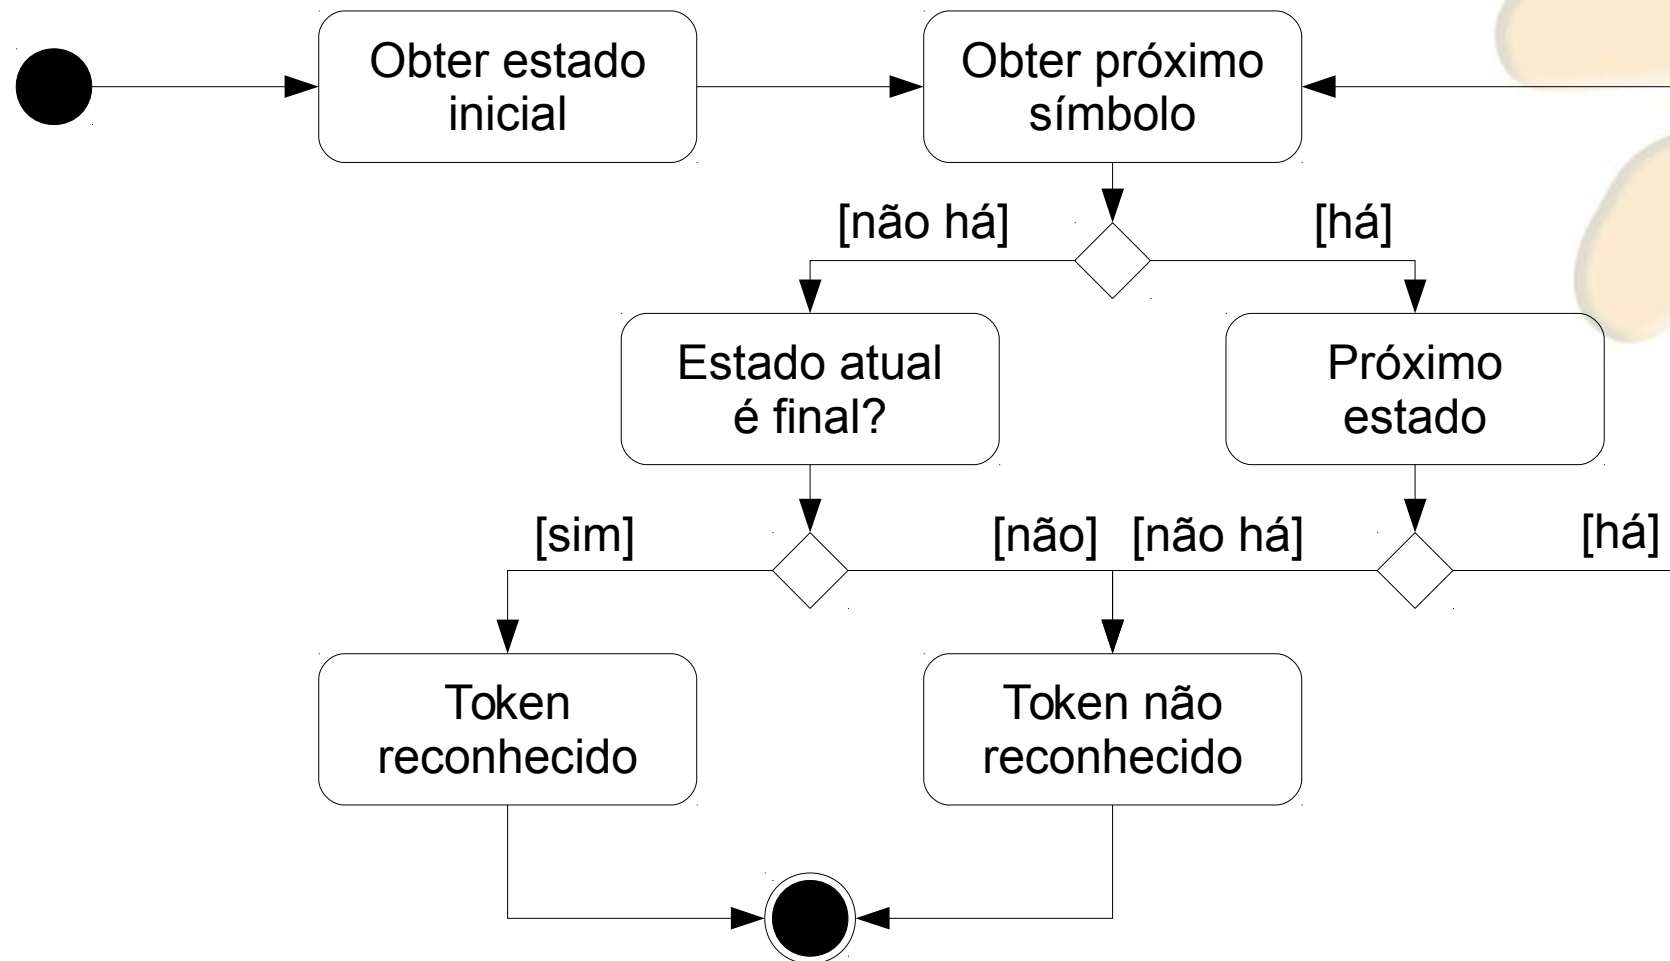 Obter estado
inicial
Obter próximo
símbolo
[não há]
[há]
Estado atual
é final?
Próximo
estado
[sim]
[não]
[não há]
[há]
Token
reconhecido
Token não
reconhecido